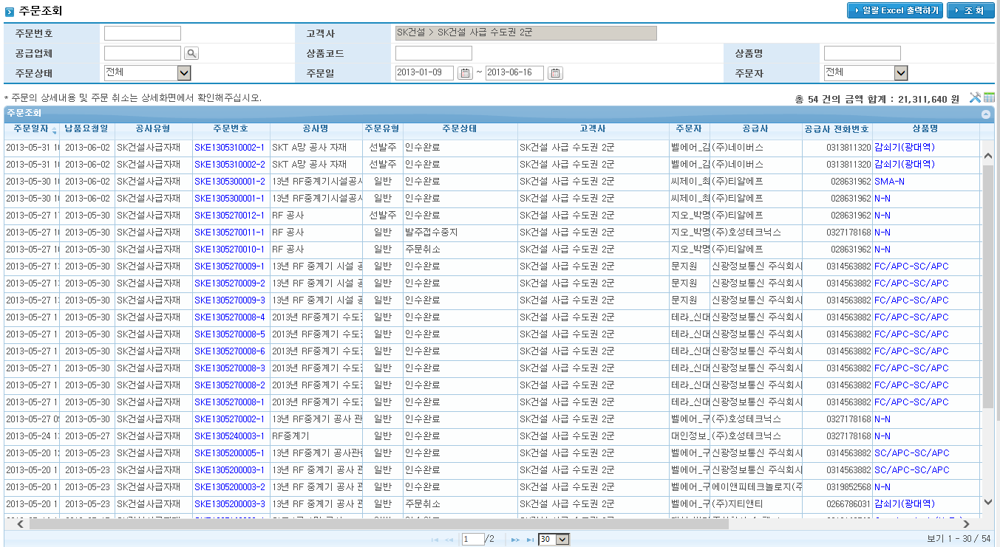 주문조회 일괄 Excel 출력하기 조 회
주문번호 고객사 SK건설 > SK건설 사급 수도권 2군
공급업체 상품코드 상품명
주문상태 전체 주문일 2013-01-09 ~ 2013-06-16 주문자 전체
* 주문의 상세내용 및 주문 취소는 상세화면에서 확인해주십시오. 총 54 건의 금액 합계 : 21,311,640 원
주문조회
주문일자 납품요청일 공사유형 주문번호 공사명 주문유형 주문상태 고객사 주문자 공급사 공급사 전화번호 상품명
2013-05-31 1 2013-06-02 SK건설사급자재 SKE1305310002-1 SKT A망 공사 자재 선발주 인수완료 SK건설 사급 수도권 2군 벨에어_김 (주)네이버스 0313811320 감쇠기(광대역)
2013-05-31 1 2013-06-02 SK건설사급자재 SKE1305310002-2 SKT A망 공사 자재 선발주 인수완료 SK건설 사급 수도권 2군 벨에어_김 (주)네이버스 0313811320 감쇠기(광대역)
2013-05-30 1 2013-06-02 SK건설사급자재 SKE1305300001-2 13년 RF중계기시설공사 일반 인수완료 SK건설 사급 수도권 2군 씨제이_최 (주)티알에프 028631962 SMA-N
2013-05-30 1 2013-06-02 SK건설사급자재 SKE1305300001-1 13년 RF중계기시설공사 일반 인수완료 SK건설 사급 수도권 2군 씨제이_최 (주)티알에프 028631962 N-N
2013-05-27 1 2013-05-30 SK건설사급자재 SKE1305270012-1 RF 공사 선발주 인수완료 SK건설 사급 수도권 2군 지오_박명 (주)티알에프 028631962 N-N
2013-05-27 1 2013-05-30 SK건설사급자재 SKE1305270011-1 RF 공사 일반 발주접수중지 SK건설 사급 수도권 2군 지오_박명 (주)호성테크닉스 0327178168 N-N
2013-05-27 1 2013-05-30 SK건설사급자재 SKE1305270010-1 RF 공사 일반 주문취소 SK건설 사급 수도권 2군 지오_박명 (주)티알에프 028631962 N-N
2013-05-27 1 2013-05-30 SK건설사급자재 SKE1305270009-1 13년 RF 중계기 시설 공 일반 인수완료 SK건설 사급 수도권 2군 문지원 신광정보통신 주식회사 0314563882 FC/APC-SC/APC
2013-05-27 1 2013-05-30 SK건설사급자재 SKE1305270009-2 13년 RF 중계기 시설 공 일반 인수완료 SK건설 사급 수도권 2군 문지원 신광정보통신 주식회사 0314563882 FC/APC-SC/APC
2013-05-27 1 2013-05-30 SK건설사급자재 SKE1305270009-3 13년 RF 중계기 시설 공 일반 인수완료 SK건설 사급 수도권 2군 문지원 신광정보통신 주식회사 0314563882 FC/APC-SC/APC
2013-05-27 1 2013-05-30 SK건설사급자재 SKE1305270008-4 2013년 RF중계기 수도 일반 인수완료 SK건설 사급 수도권 2군 테라_신대 신광정보통신 주식회사 0314563882 FC/APC-SC/APC
2013-05-27 1 2013-05-30 SK건설사급자재 SKE1305270008-5 2013년 RF중계기 수도 일반 인수완료 SK건설 사급 수도권 2군 테라_신대 신광정보통신 주식회사 0314563882 FC/APC-SC/APC
2013-05-27 1 2013-05-30 SK건설사급자재 SKE1305270008-6 2013년 RF중계기 수도 일반 인수완료 SK건설 사급 수도권 2군 테라_신대 신광정보통신 주식회사 0314563882 FC/APC-SC/APC
2013-05-27 1 2013-05-30 SK건설사급자재 SKE1305270008-3 2013년 RF중계기 수도 일반 인수완료 SK건설 사급 수도권 2군 테라_신대 신광정보통신 주식회사 0314563882 FC/APC-SC/APC
2013-05-27 1 2013-05-30 SK건설사급자재 SKE1305270008-2 2013년 RF중계기 수도 일반 인수완료 SK건설 사급 수도권 2군 테라_신대 신광정보통신 주식회사 0314563882 FC/APC-SC/APC
2013-05-27 1 2013-05-30 SK건설사급자재 SKE1305270008-1 2013년 RF중계기 수도 일반 인수완료 SK건설 사급 수도권 2군 테라_신대 신광정보통신 주식회사 0314563882 FC/APC-SC/APC
2013-05-27 0 2013-05-30 SK건설사급자재 SKE1305270002-1 13년 RF중게기 공사 관 일반 인수완료 SK건설 사급 수도권 2군 벨에어_구 (주)호성테크닉스 0327178168 N-N
2013-05-24 1 2013-05-27 SK건설사급자재 SKE1305240003-1 RF중계기 일반 인수완료 SK건설 사급 수도권 2군 대인정보_ (주)호성테크닉스 0327178168 N-N
2013-05-20 1 2013-05-23 SK건설사급자재 SKE1305200005-1 13년 RF중계기 공사관련 일반 인수완료 SK건설 사급 수도권 2군 벨에어_구 신광정보통신 주식회사 0314563882 SC/APC-SC/APC
2013-05-20 1 2013-05-23 SK건설사급자재 SKE1305200003-1 13년 RF 중계기 공사 관 일반 인수완료 SK건설 사급 수도권 2군 벨에어_구 신광정보통신 주식회사 0314563882 SC/APC-SC/APC
2013-05-20 1 2013-05-23 SK건설사급자재 SKE1305200003-2 13년 RF 중계기 공사 관 일반 인수완료 SK건설 사급 수도권 2군 벨에어_구 에이앤피테크놀로지(주 0319852568 N-N
2013-05-20 1 2013-05-23 SK건설사급자재 SKE1305200003-3 13년 RF 중계기 공사 관 일반 주문취소 SK건설 사급 수도권 2군 벨에어_구 (주)지티앤티 0266786031 감쇠기(광대역)
1 /2 30 보기 1 - 30 / 54